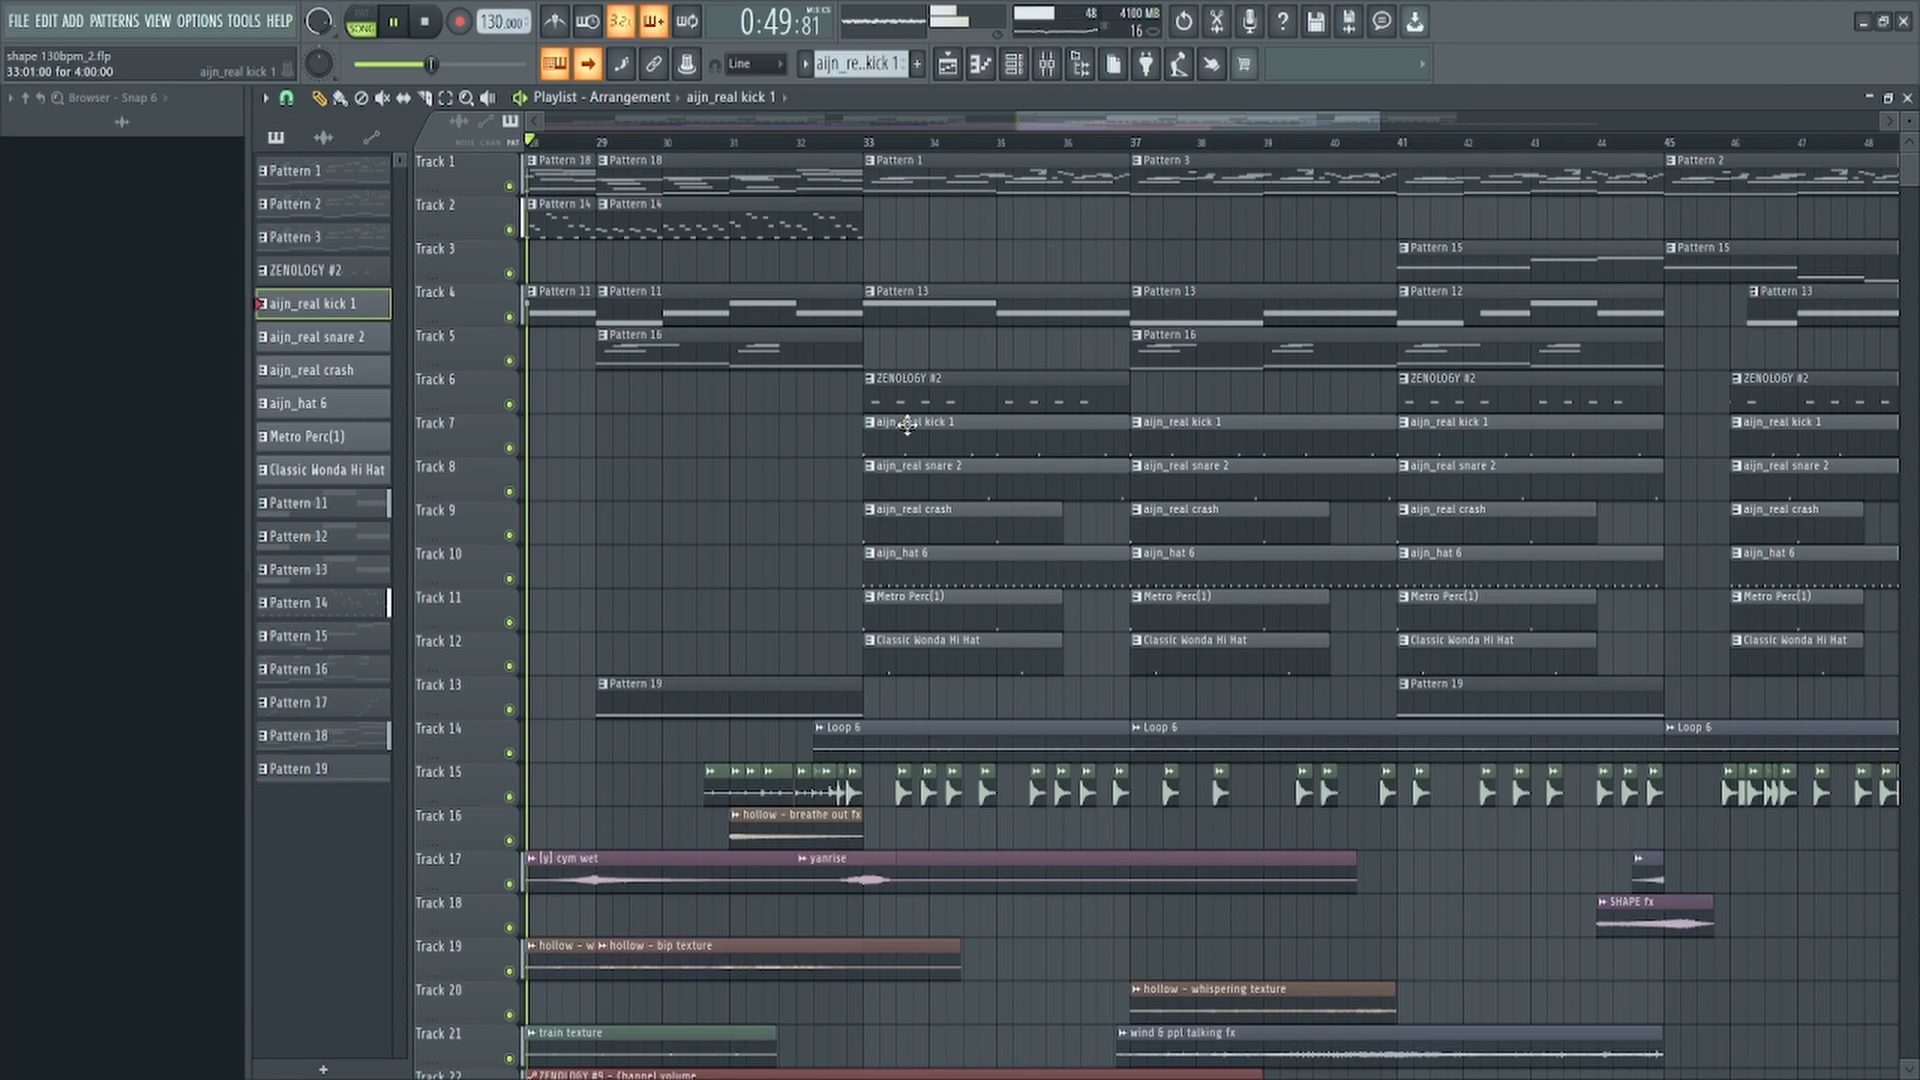 FILE EDIT ADD PATTERNS VIEW OPTIONS TOOLS HELP
PAT
SONG
130.000
3.2x
0:49:81
M:S:CS
48
4100 MB
16
shape 130bpm_2.flp
33:01:00 for 4:00:00
aijn_real kick 1
Line
aijn_re..kick 1
Browser - Snap 6
Playlist - Arrangement › aijn_real kick 1
NOTE CHAN PAT
29 30 31 32 33 34 35 36 37 38 39 40 41 42 43 44 45 46 47 48
Pattern 1
Pattern 2
Pattern 3
ZENOLOGY #2
aijn_real kick 1
aijn_real snare 2
aijn_real crash
aijn_hat 6
Metro Perc(1)
Classic Wonda Hi Hat
Pattern 11
Pattern 12
Pattern 13
Pattern 14
Pattern 15
Pattern 16
Pattern 17
Pattern 18
Pattern 19
Track 1 Pattern 18 Pattern 18 Pattern 1 Pattern 3 Pattern 2
Track 2 Pattern 14 Pattern 14
Track 3 Pattern 15 Pattern 15
Track 4 Pattern 11 Pattern 11 Pattern 13 Pattern 13 Pattern 12 Pattern 13
Track 5 Pattern 16 Pattern 16
Track 6 ZENOLOGY #2 ZENOLOGY #2 ZENOLOGY #2
Track 7 kick 1 aijn_real kick 1 aijn_real kick 1 aijn_real kick 1
Track 8 aijn_real snare 2 aijn_real snare 2 aijn_real snare 2 aijn_real snare 2
Track 9 aijn_real crash aijn_real crash aijn_real crash aijn_real crash
Track 10 aijn_hat 6 aijn_hat 6 aijn_hat 6 aijn_hat 6
Track 11 Metro Perc(1) Metro Perc(1) Metro Perc(1) Metro Perc(1)
Track 12 Classic Wonda Hi Hat Classic Wonda Hi Hat Classic Wonda Hi Hat Classic Wonda Hi Hat
Track 13 Pattern 19 Pattern 19
Track 14 Loop 6 Loop 6 Loop 6
Track 15
Track 16 hollow - breathe out fx
Track 17 [y] cym wet yanrise
Track 18 SHAPE fx
Track 19 hollow - w hollow - bip texture
Track 20 hollow - whispering texture
Track 21 train texture wind & ppl talking fx
Track 22 ZENOLOGY #9 - Channel volume